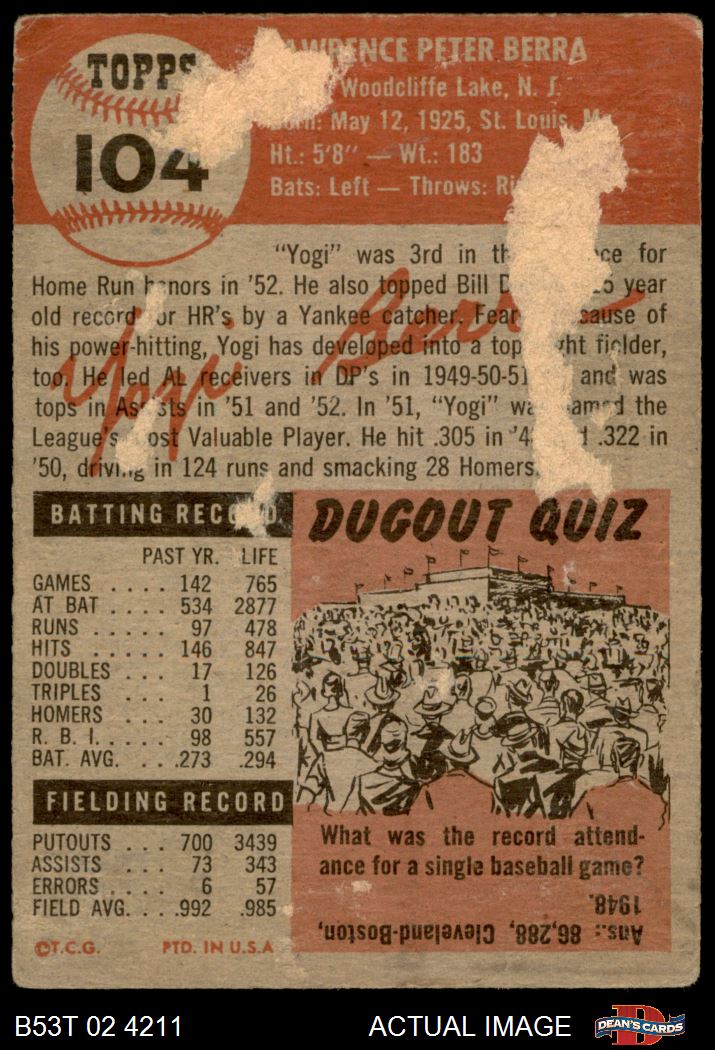 TOPPS
104
LAWRENCE PETER BERRA
Woodcliffe Lake, N. J.
Born: May 12, 1925, St. Louis,
Ht.: 5'8" — Wt.: 183
Bats: Left — Throws:
"Yogi" was 3rd in for
Home Run honors in '52. He also topped Bill year
old record for HR's by a Yankee catcher. of
his power-hitting, Yogi has developed into a top fielder,
too. He led AL receivers in DP's in 1949-50-51 and was
tops in Assists in '51 and '52. In '51, "Yogi" was named the
League's Most Valuable Player. He hit .305 in .322 in
'50, driving in 124 runs and smacking 28 Homers.
Yogi Berra
BATTING RECORD
PAST YR. LIFE
GAMES .... 142 765
AT BAT .... 534 2877
RUNS ..... 97 478
HITS ..... 146 847
DOUBLES ... 17 126
TRIPLES ... 1 26
HOMERS ... 30 132
R. B. I. .... 98 557
BAT. AVG. ... .273 .294
FIELDING RECORD
PUTOUTS ... 700 3439
ASSISTS ... 73 343
ERRORS .... 6 57
FIELD AVG. ... .992 .985
©T.C.G. PTD. IN U.S.A
DUGOUT QUIZ
What was the record attend-
ance for a single baseball game?
Ans.: 86,288, Cleveland-Boston,
1948.
B53T 02 4211
ACTUAL IMAGE
D
DEAN'S CARDS